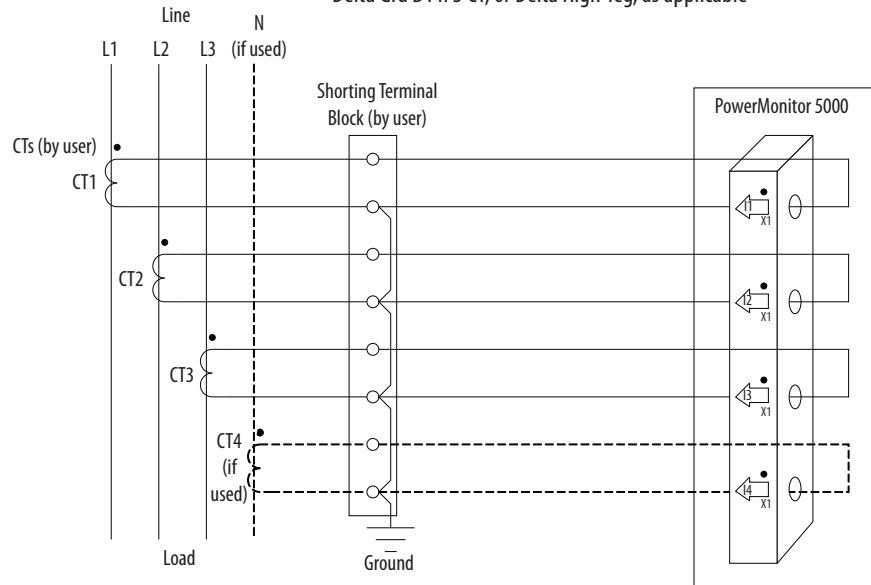 Delta Grd B Ph 3 CT, or Delta High-leg, as applicable
Line
N
(if used)
L1
L2
L3
Shorting Terminal
Block (by user)
PowerMonitor 5000
CTs (by user)
CT1
I1
X1
CT2
I2
X1
CT3
I3
X1
CT4
(if
used)
I4
X1
Load
Ground